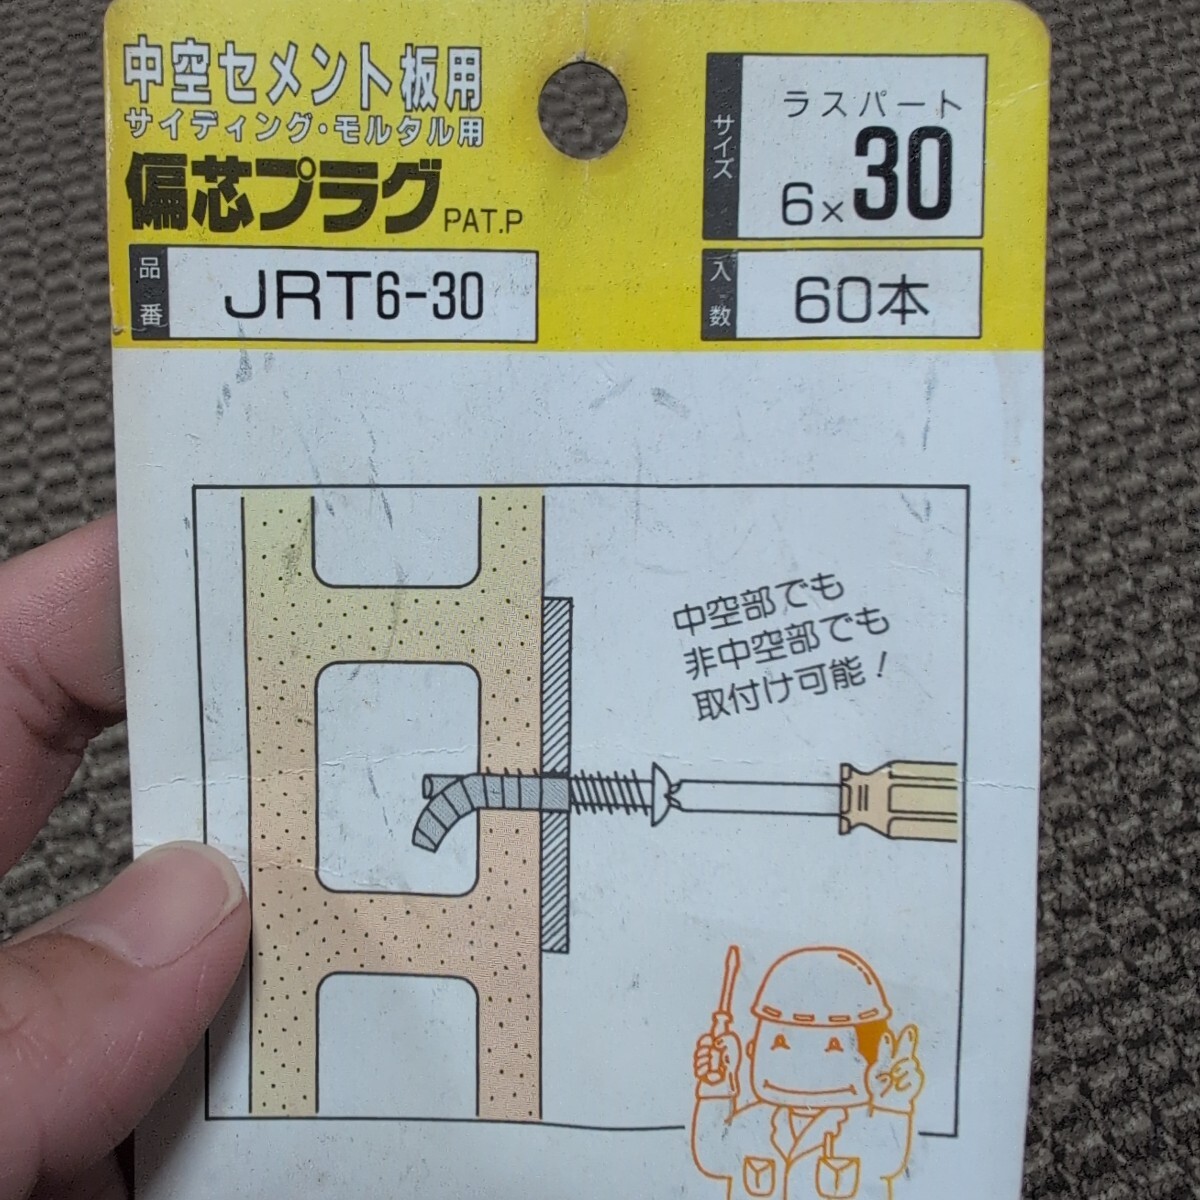 中空セメント板用
サイディング・モルタル用
偏芯プラグ PAT.P
品番 JRT6-30
サイズ ラスパート 6×30
入数 60本
中空部でも
非中空部でも
取付け可能！